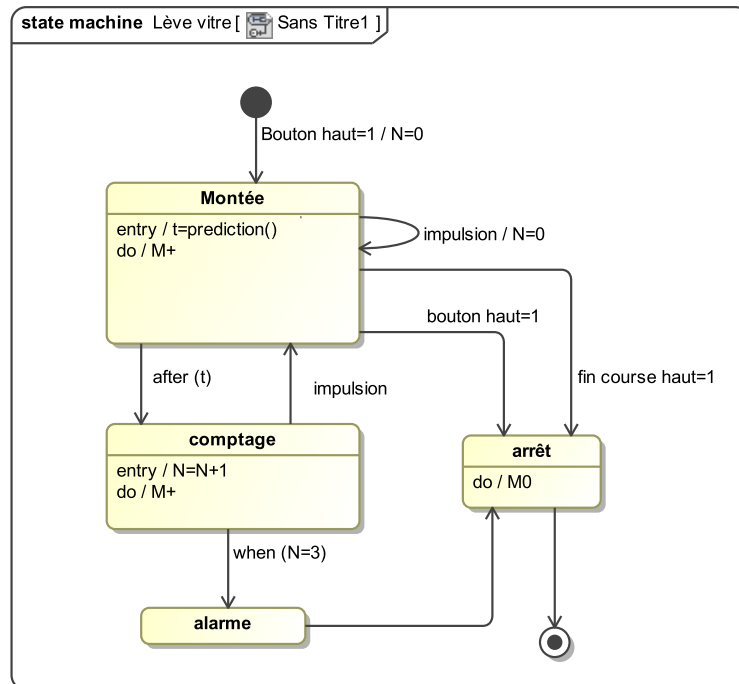 state machine Lève vitre [ Sans Titre1 ]
Bouton haut=1 / N=0
Montée
entry / t=prediction()
do / M+
impulsion / N=0
bouton haut=1
after (t)
impulsion
fin course haut=1
comptage
entry / N=N+1
do / M+
arrêt
do / M0
when (N=3)
alarme